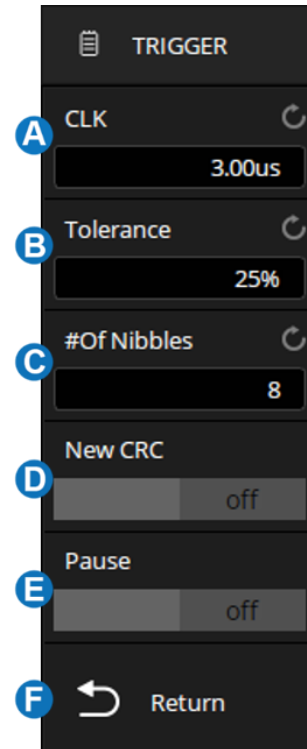 TRIGGER
A
CLK
3.00us
B
Tolerance
25%
C
#Of Nibbles
8
D
New CRC
off
E
Pause
off
F
Return